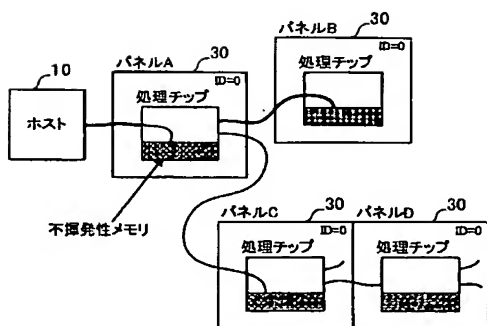 パネルB
30
ID=0
10
パネルA
30
ID=0
処理チップ
処理チップ
ホスト
不揮発性メモリ
パネルC
30
ID=0
パネルD
30
ID=0
処理チップ
処理チップ